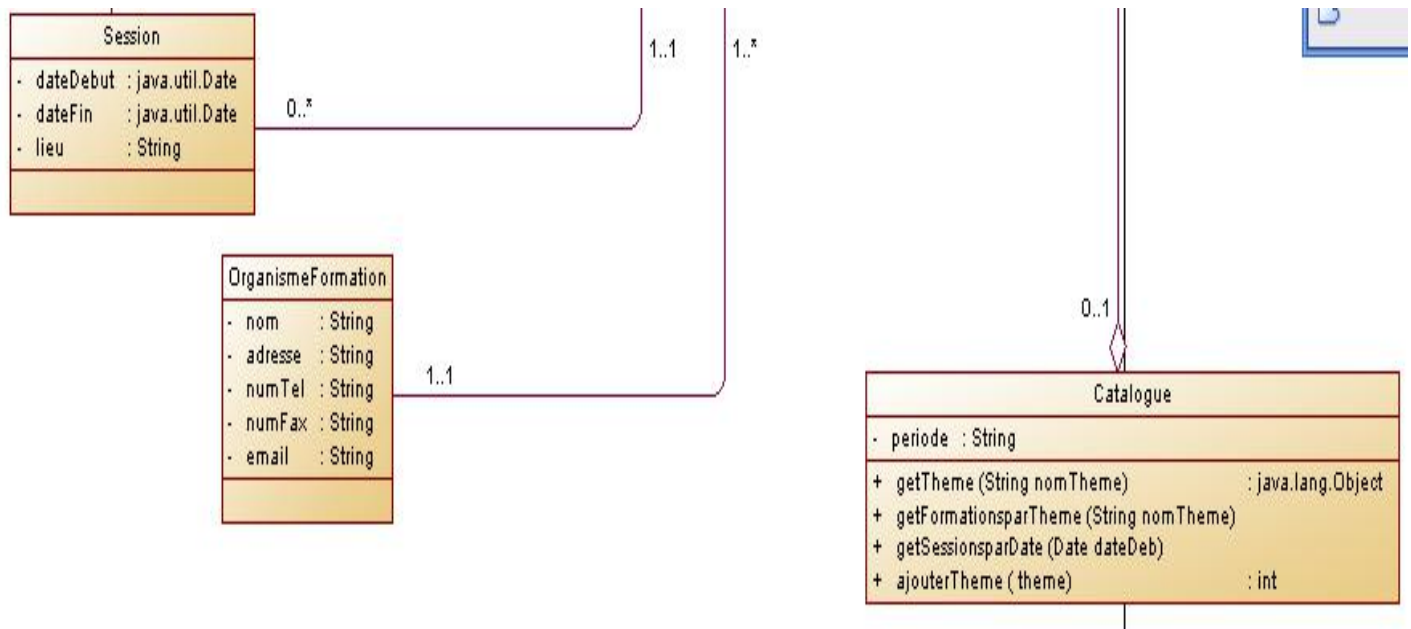 Session
- dateDebut : java.util.Date
- dateFin : java.util.Date
- lieu : String
0..*
1..1
1..*
OrganismeFormation
- nom : String
- adresse : String
- numTel : String
- numFax : String
- email : String
1..1
0..1
Catalogue
- periode : String
+ getTheme (String nomTheme) : java.lang.Object
+ getFormationsparTheme (String nomTheme)
+ getSessionsparDate (Date dateDeb)
+ ajouterTheme ( theme) : int